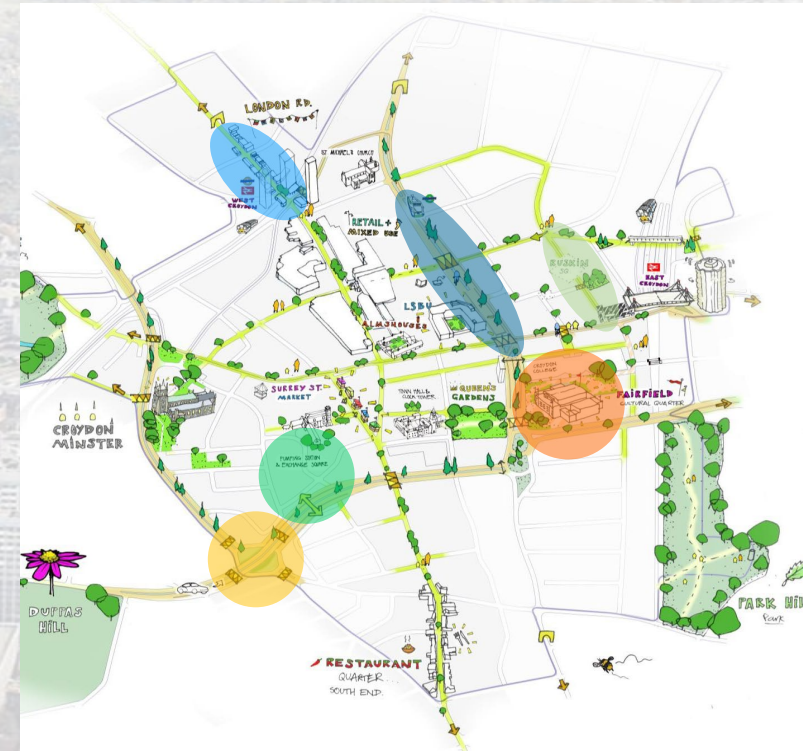 LONDON RD.
ST MICHAEL'S CHURCH
WEST
CROYDON
RETAIL +
MIXED USE
RUSKIN
SQ
EAST
CROYDON
LSBU
ALMSHOUSES
CROYDON
COLLEGE
SURREY ST.
MARKET
TOWN HALL &
CLOCK TOWER
QUEEN'S
GARDENS
FAIRFIELD
CULTURAL QUARTER
CROYDON
MINSTER
& EXCHANGE SQUARE
DUPPAS
HILL
PARK HILL
Park
RESTAURANT
QUARTER...
SOUTH END.